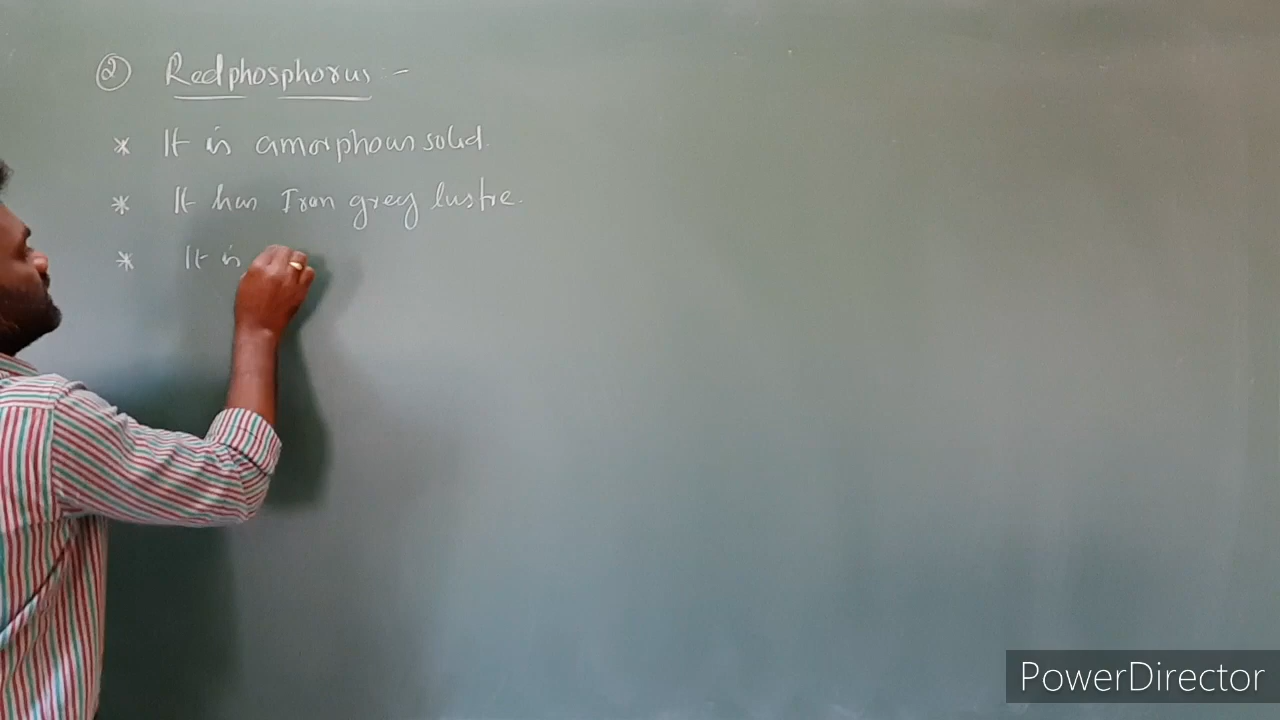 ② Red phosphorus :-
* It is amorphous solid.
* It has Iron grey lustre.
* It is
PowerDirector